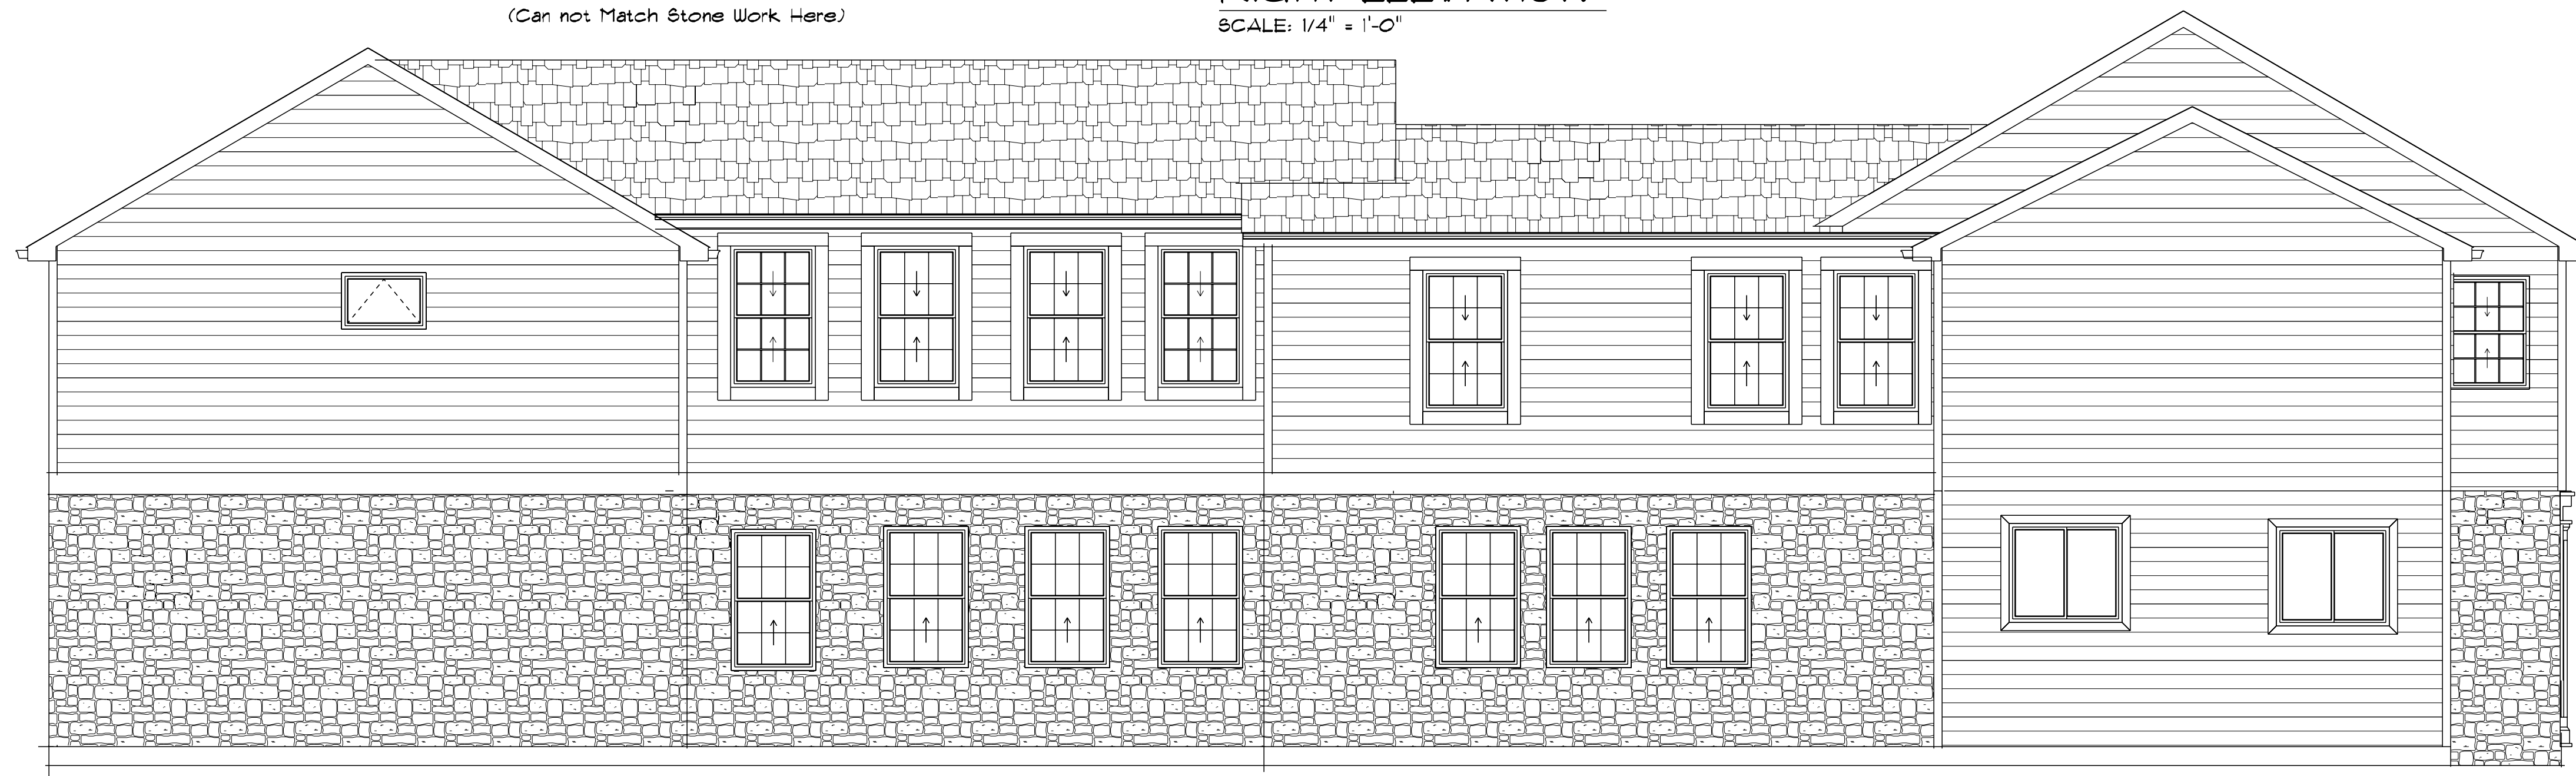 (Can not Match Stone Work Here)
SCALE: 1/4" = 1'-0"